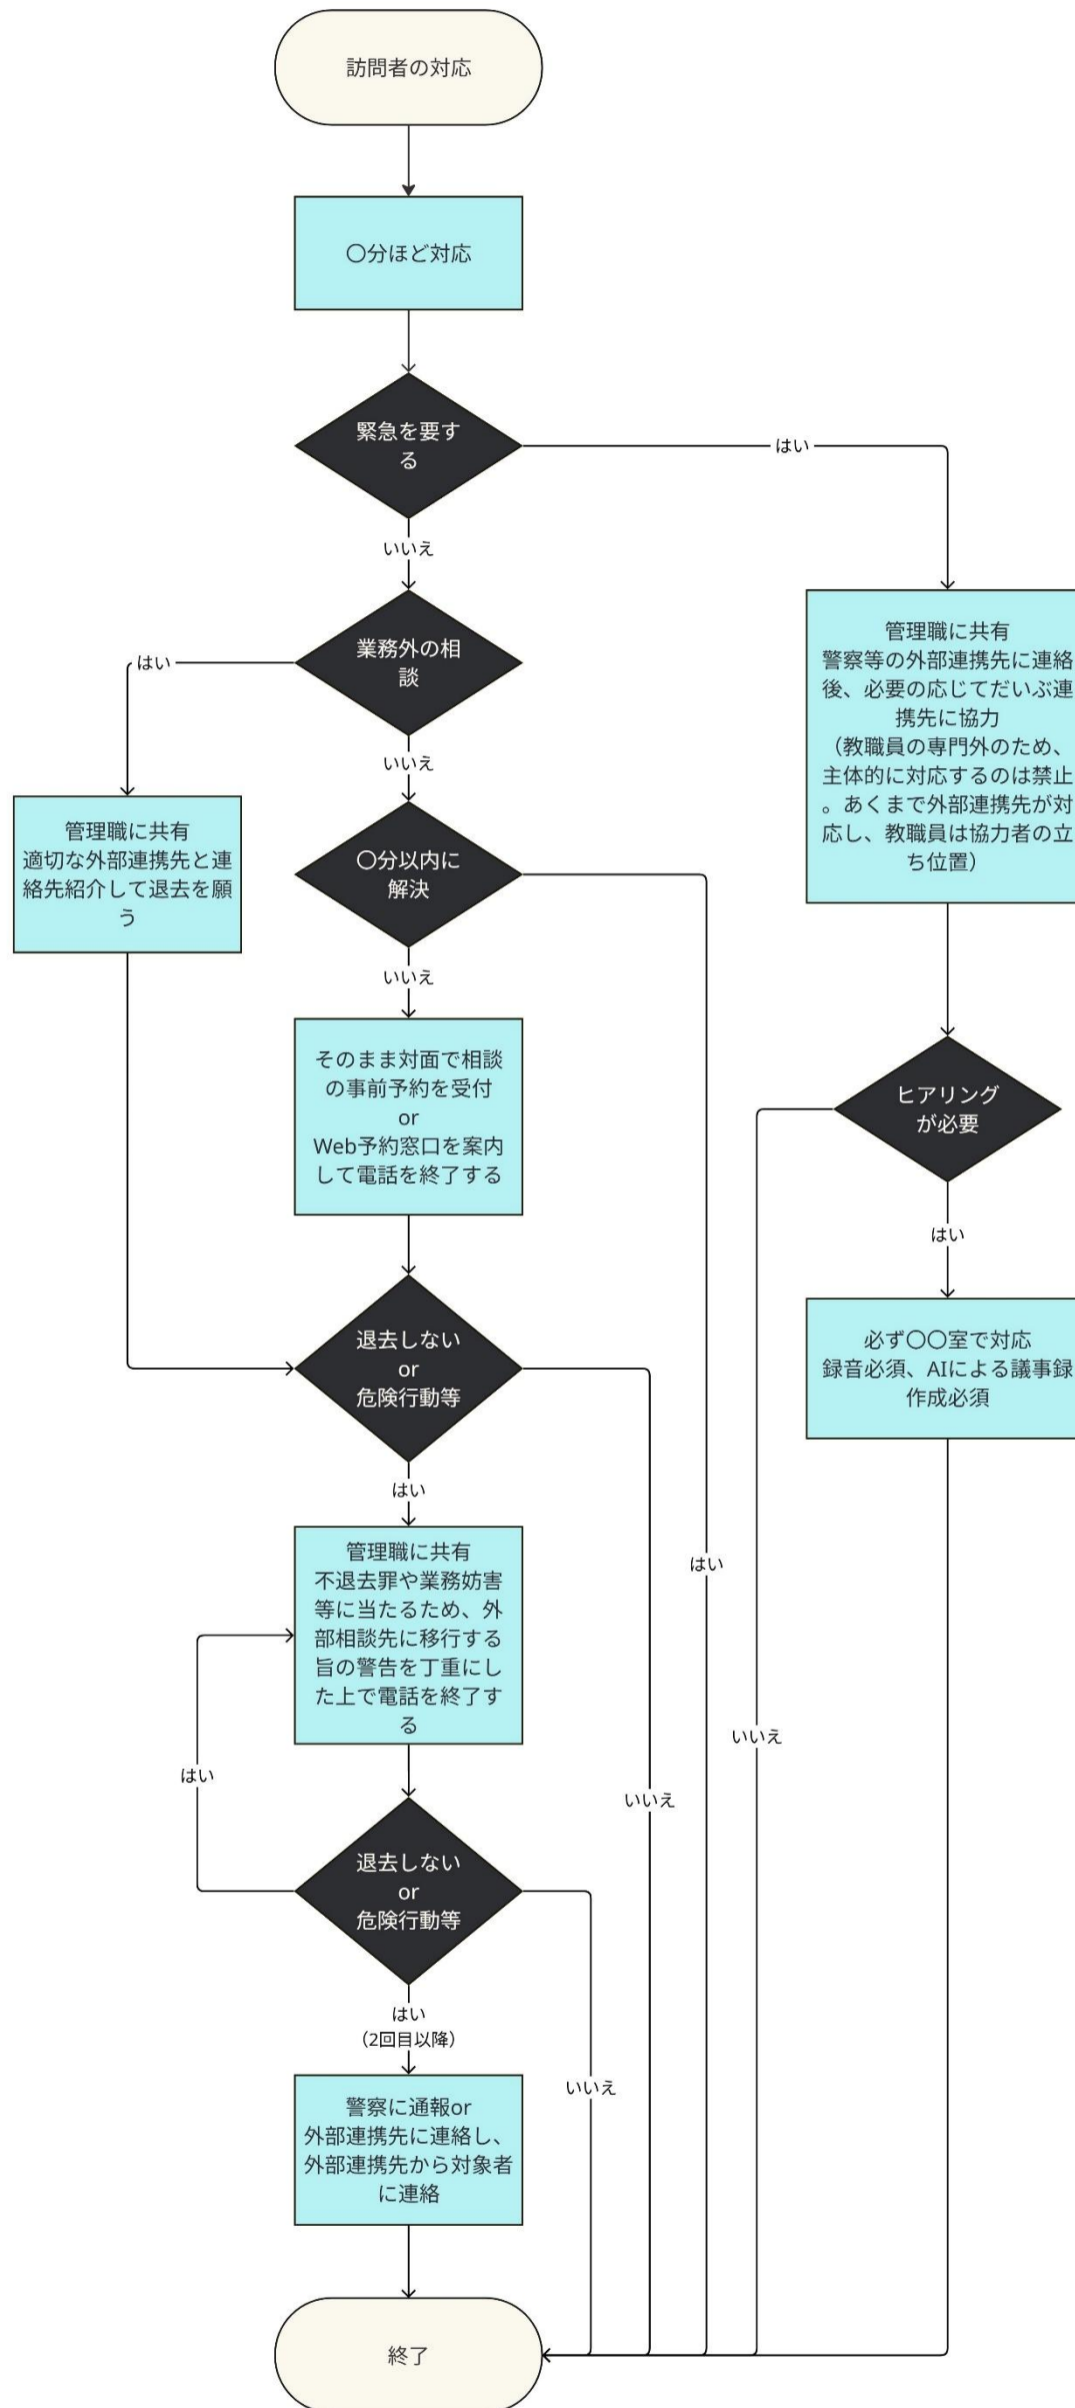 訪問者の対応
〇分ほど対応
緊急を要す
る
はい
いいえ
業務外の相
談
はい
いいえ
管理職に共有
警察等の外部連携先に連絡
後、必要の応じてだいぶ連
携先に協力
（教職員の専門外のため、
主体的に対応するのは禁止
。あくまで外部連携先が対
応し、教職員は協力者の立
ち位置）
管理職に共有
適切な外部連携先と連
絡先紹介して退去を願
う
〇分以内に
解決
いいえ
そのまま対面で相談
の事前予約を受付
or
Web予約窓口を案内
して電話を終了する
ヒアリング
が必要
はい
必ず〇〇室で対応
録音必須、AIによる議事録
作成必須
退去しない
or
危険行動等
はい
管理職に共有
不退去罪や業務妨害
等に当たるため、外
部相談先に移行する
旨の警告を丁重にし
た上で電話を終了す
る
はい
いいえ
はい
いいえ
退去しない
or
危険行動等
はい
（2回目以降）
いいえ
警察に通報or
外部連携先に連絡し、
外部連携先から対象者
に連絡
終了